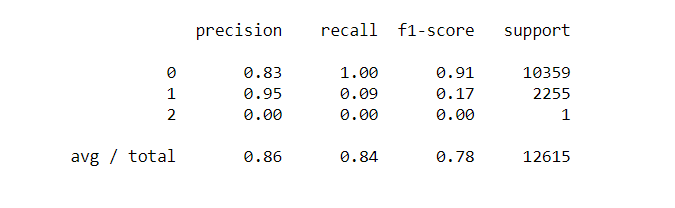 precision recall f1-score support
0 0.83 1.00 0.91 10359
1 0.95 0.09 0.17 2255
2 0.00 0.00 0.00 1
avg / total 0.86 0.84 0.78 12615